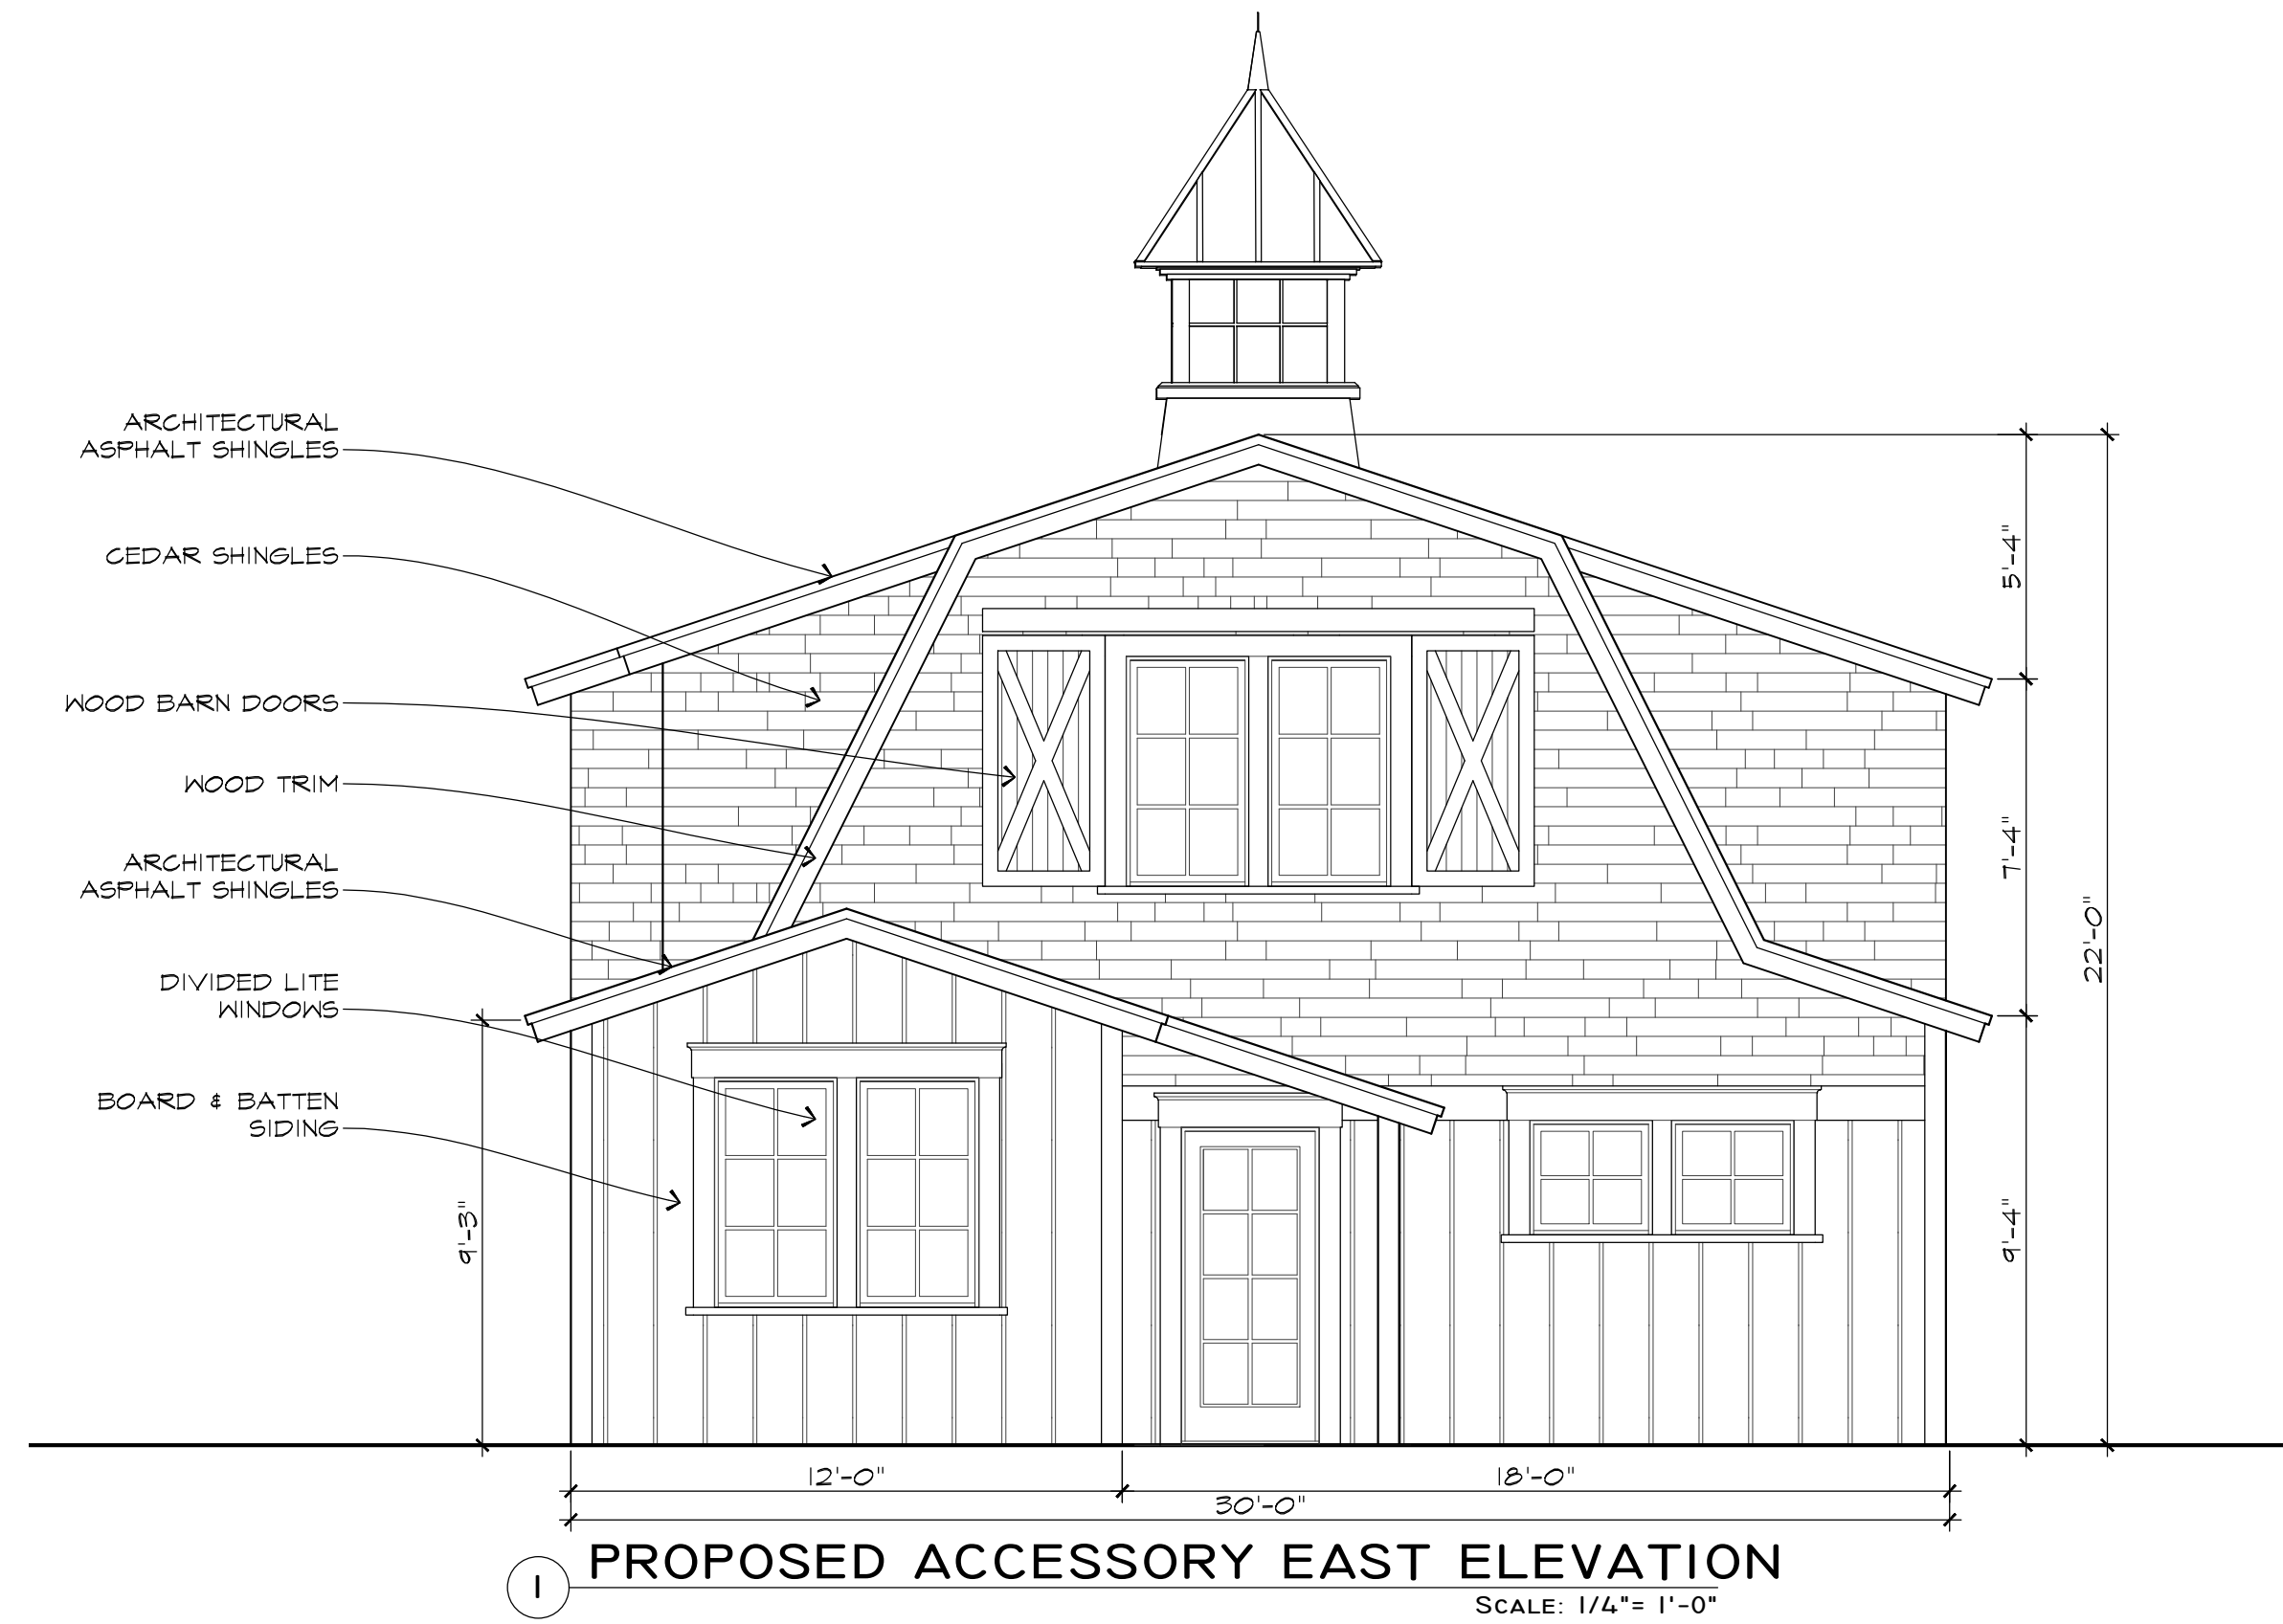 ARCHITECTURAL
ASPHALT SHINGLES
CEDAR SHINGLES
WOOD BARN DOORS
WOOD TRIM
ARCHITECTURAL
ASPHALT SHINGLES
DIVIDED LITE
WINDOWS
BOARD & BATTEN
SIDING
9'-3"
5'-4"
7'-4"
9'-4"
22'-0"
12'-0"
18'-0"
30'-0"
1
PROPOSED ACCESSORY EAST ELEVATION
SCALE: 1/4"= 1'-0"